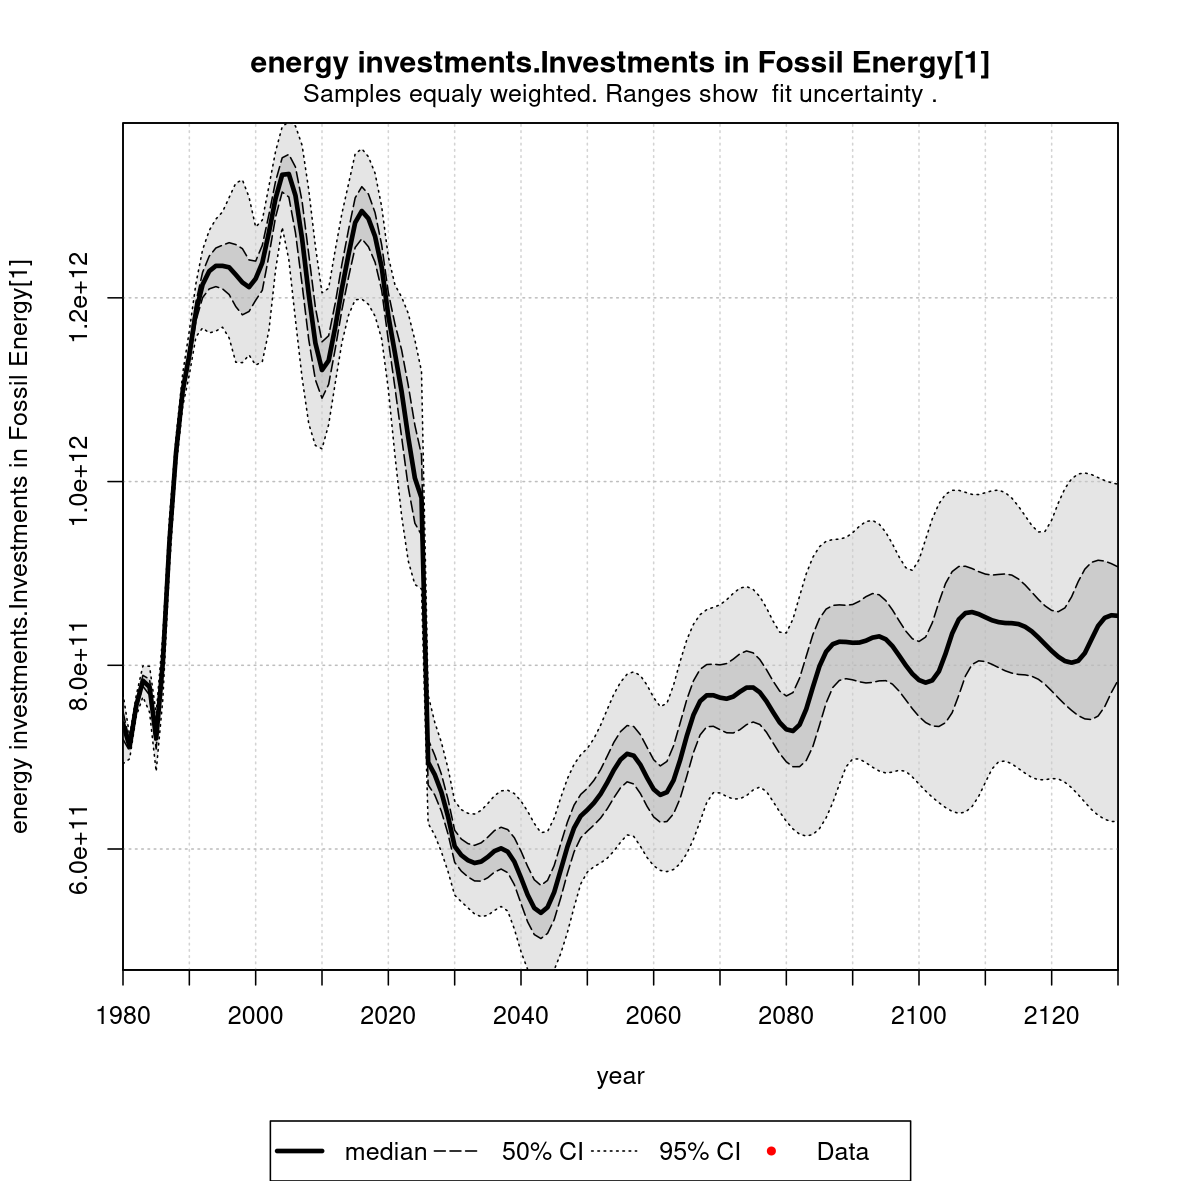 energy investments.Investments in Fossil Energy[1]
Samples equaly weighted. Ranges show  fit uncertainty .
energy investments.Investments in Fossil Energy[1]
1.2e+12
1.0e+12
8.0e+11
6.0e+11
1980 2000 2020 2040 2060 2080 2100 2120
year
median 50% CI 95% CI Data